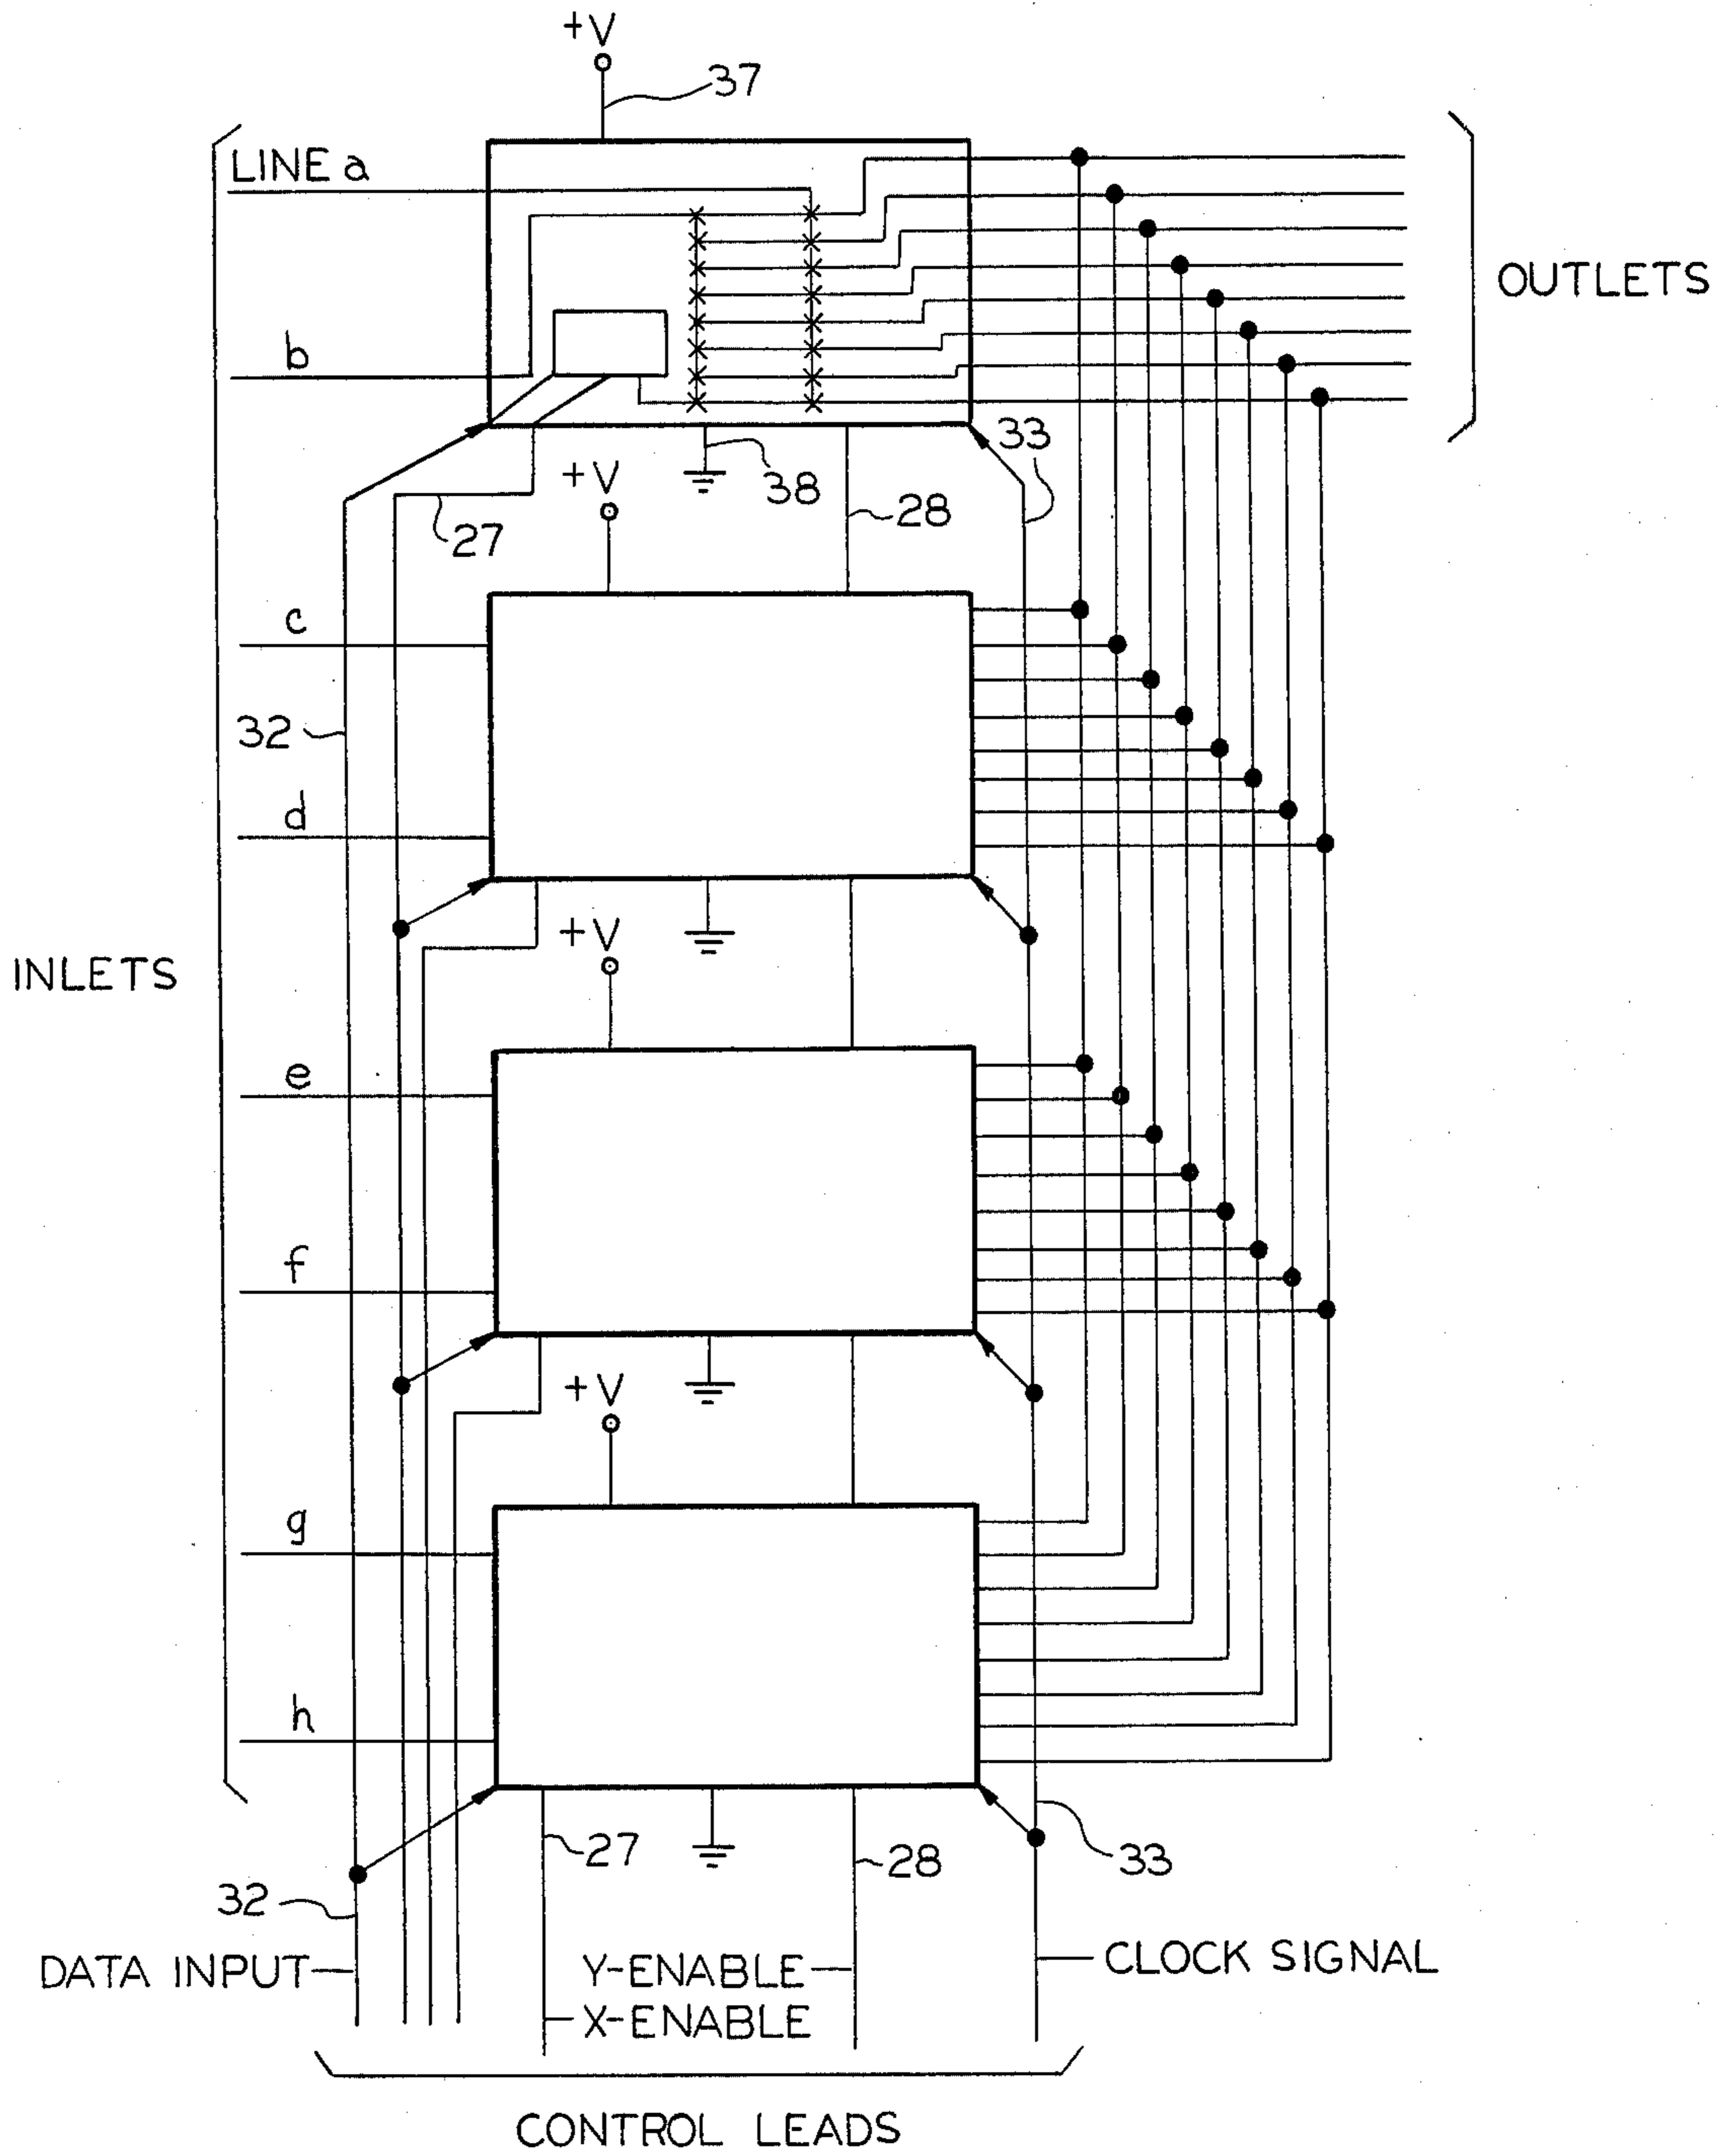 +V
37
LINE a
OUTLETS
b
33
+V
38
28
27
c
32
d
+V
INLETS
e
f
+V
g
h
27
28
33
32
DATA INPUT
Y-ENABLE
CLOCK SIGNAL
X-ENABLE
CONTROL LEADS